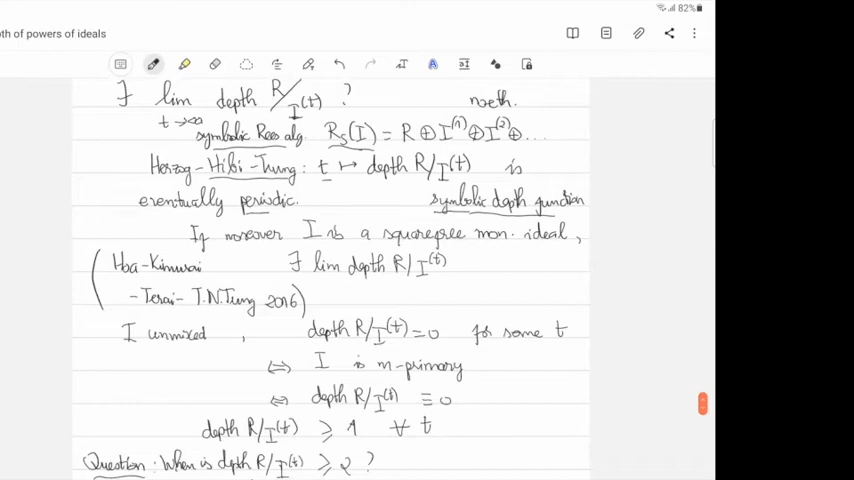 82%
th of powers of ideals
∃ lim depth R/I^(t) ? noeth.
t→∞
symbolic Rees alg. R_S(I) = R ⊕ I^(1) ⊕ I^(2) ⊕ ...
Herzog-Hibi-Trung: t ↦ depth R/I^(t) is
eventually periodic. symbolic depth function
If moreover I is a squarefree mon. ideal,
(Hoa-Kimura ∃ lim depth R/I^(t)
-Terai-T.N.Trung 2016)
I unmixed, depth R/I^(t) = 0 for some t
⇔ I is m-primary
⇔ depth R/I^(t) ≡ 0
depth R/I^(t) ⩾ 1 ∀ t
Question: When is depth R/I^(t) ⩾ 2 ?